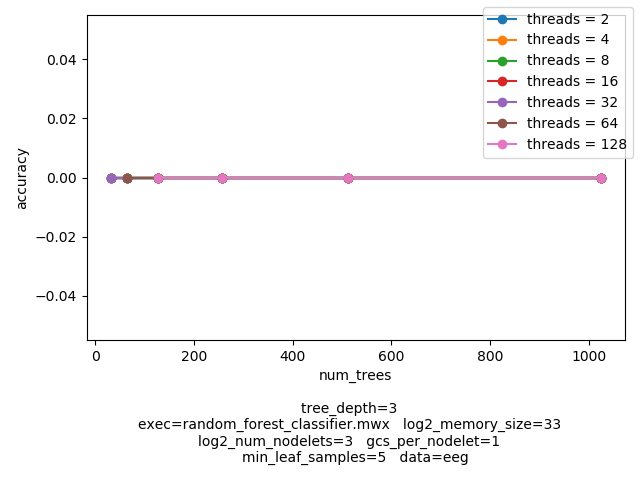 threads = 2
threads = 4
threads = 8
threads = 16
threads = 32
threads = 64
threads = 128
0.04
0.02
0.00
−0.02
−0.04
accuracy
0 200 400 600 800 1000
num_trees
tree_depth=3
exec=random_forest_classifier.mwx log2_memory_size=33
log2_num_nodelets=3 gcs_per_nodelet=1
min_leaf_samples=5 data=eeg